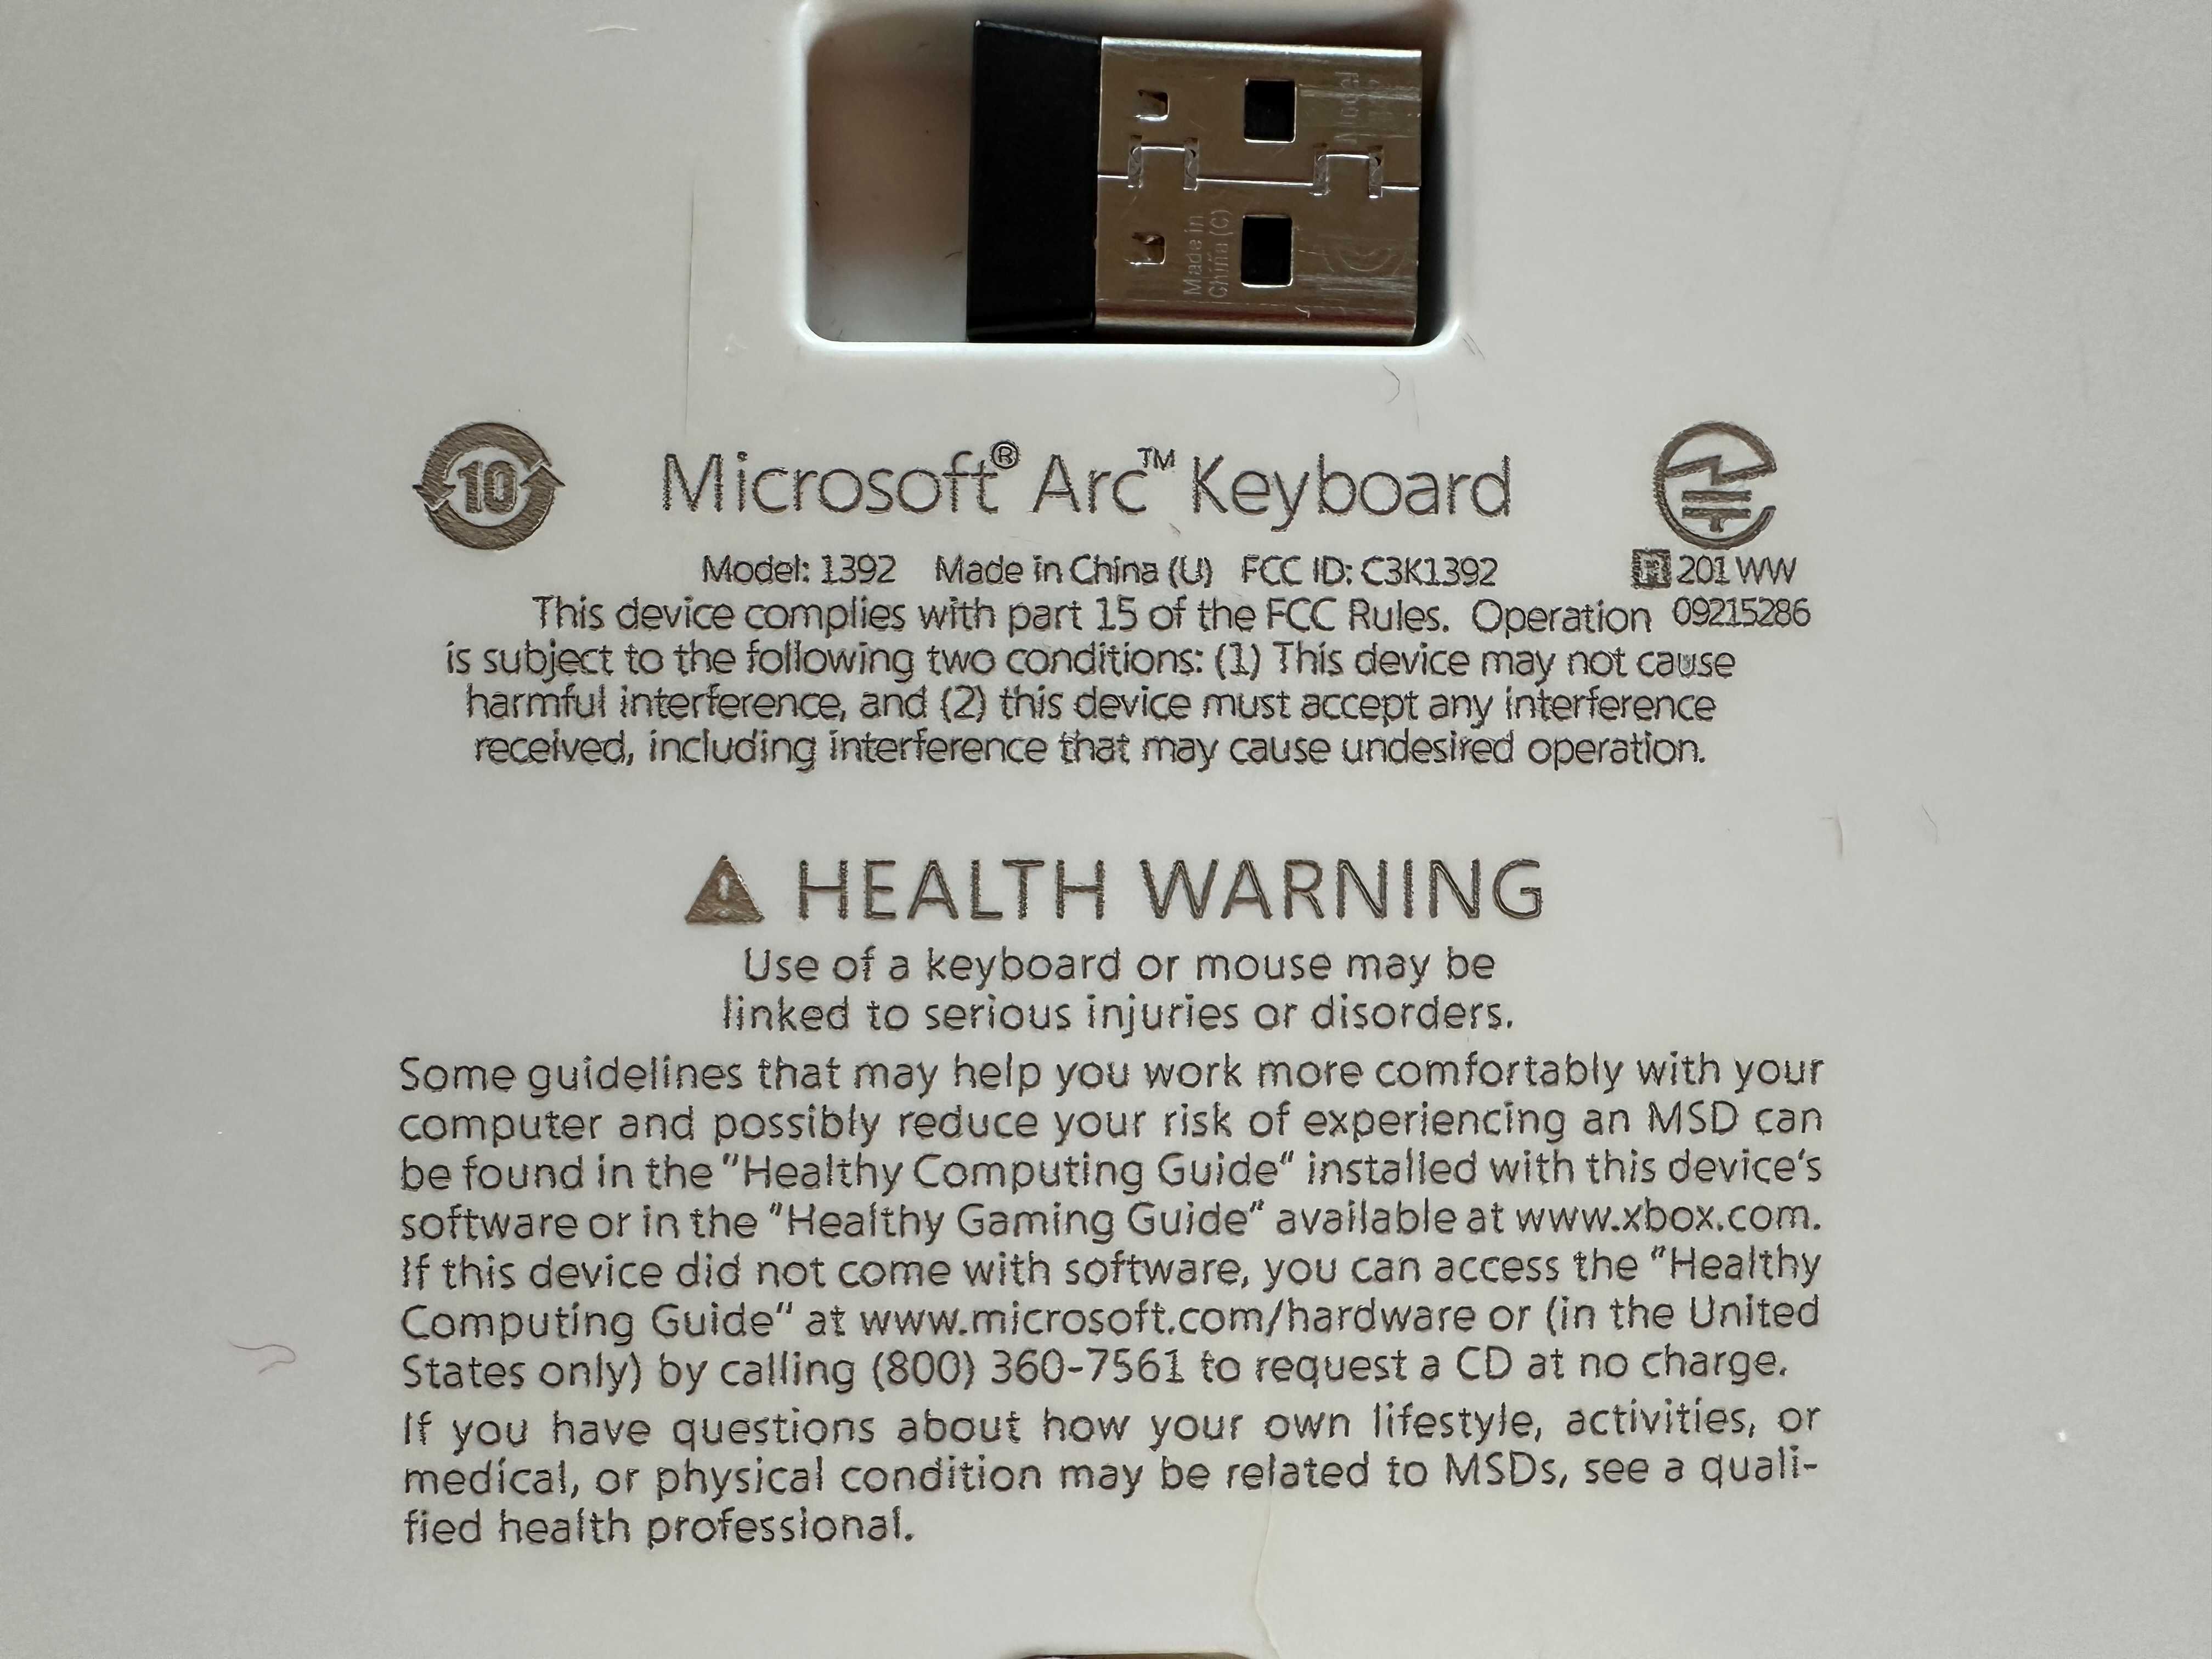 Model
Made in
China (C)
10
Microsoft® Arc™ Keyboard
Model: 1392 Made in China (U) FCC ID: C3K1392
R 201 WW
This device complies with part 15 of the FCC Rules. Operation
09215286
is subject to the following two conditions: (1) This device may not cause
harmful interference, and (2) this device must accept any interference
received, including interference that may cause undesired operation.
HEALTH WARNING
Use of a keyboard or mouse may be
linked to serious injuries or disorders.
Some guidelines that may help you work more comfortably with your
computer and possibly reduce your risk of experiencing an MSD can
be found in the "Healthy Computing Guide" installed with this device's
software or in the "Healthy Gaming Guide" available at www.xbox.com.
If this device did not come with software, you can access the "Healthy
Computing Guide" at www.microsoft.com/hardware or (in the United
States only) by calling (800) 360-7561 to request a CD at no charge.
If you have questions about how your own lifestyle, activities, or
medical, or physical condition may be related to MSDs, see a quali-
fied health professional.